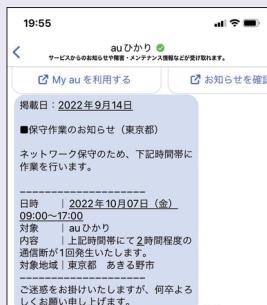 19:55
au ひかり
サービスからのお知らせや障害・メンテナンス情報などが受け取れます。
My au を利用する お知らせを確認
掲載日：2022年9月14日
■保守作業のお知らせ（東京都）
ネットワーク保守のため、下記時間帯に
作業を行います。
--------------------
日時 ｜2022年10月07日（金）
09:00~17:00
対象 ｜auひかり
内容 ｜上記時間帯にて2時間程度の
通信断が1回発生いたします。
対象地域｜東京都 あきる野市
--------------------
ご迷惑をお掛けいたしますが、何卒よろ
しくお願い申し上げます。